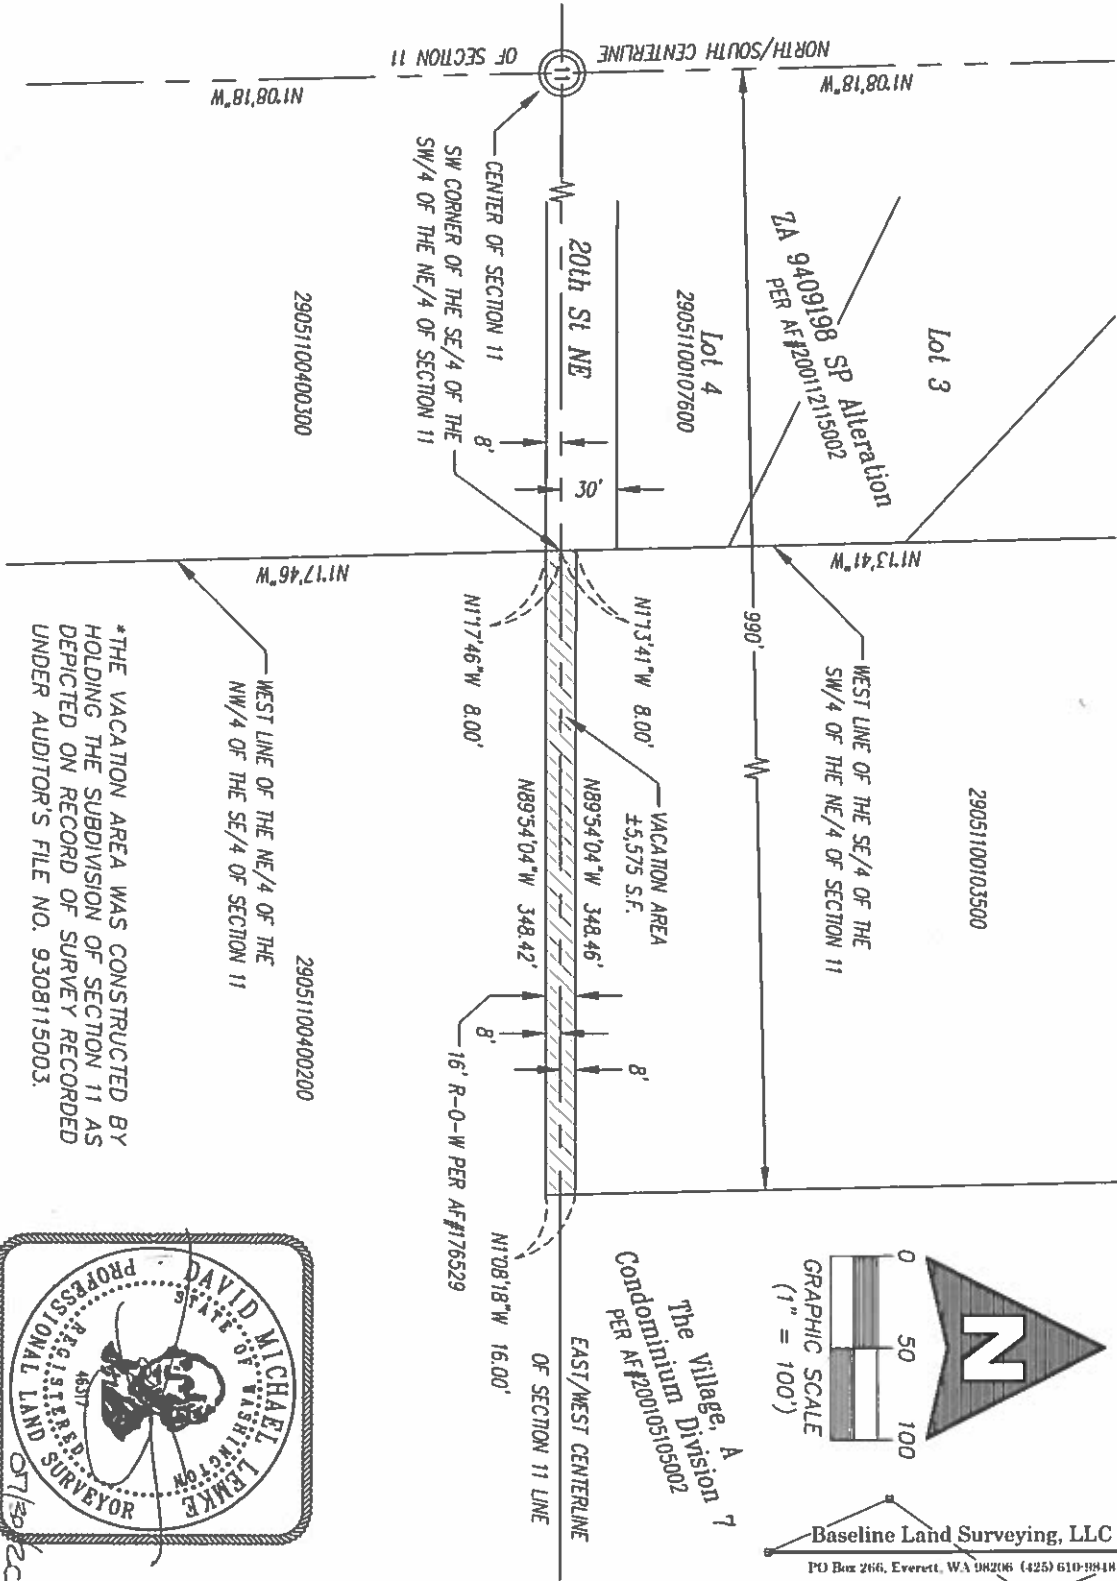 NORTH/SOUTH CENTERLINE
OF SECTION 11
N1°08'18"W
N1°08'18"W
CENTER OF SECTION 11
SW CORNER OF THE SE/4 OF THE
SW/4 OF THE NE/4 OF SECTION 11
20th St NE
ZA 9409198 SP Alteration
PER AF#200112115002
Lot 3
Lot 4
29051100107600
29051100400300
8'
30'
N1°13'41"W
N1°17'46"W
990'
WEST LINE OF THE SE/4 OF THE
SW/4 OF THE NE/4 OF SECTION 11
29051100103500
N1°13'41"W 8.00'
N1°17'46"W 8.00'
VACATION AREA
±5,575 S.F.
N89°54'04"W 348.46'
N89°54'04"W 348.42'
WEST LINE OF THE NE/4 OF THE
NW/4 OF THE SE/4 OF SECTION 11
29051100400200
8'
8'
16' R-O-W PER AF#176529
N1°08'18"W 16.00'
*THE VACATION AREA WAS CONSTRUCTED BY
HOLDING THE SUBDIVISION OF SECTION 11 AS
DEPICTED ON RECORD OF SURVEY RECORDED
UNDER AUDITOR'S FILE NO. 9308115003.
The Village, A
Condominium Division 7
PER AF#200105105002
EAST/WEST CENTERLINE
OF SECTION 11 LINE
N
0 50 100
GRAPHIC SCALE
(1" = 100')
DAVID MICHAEL LEMKE
STATE OF WASHINGTON
46317
REGISTERED
PROFESSIONAL LAND SURVEYOR
Baseline Land Surveying, LLC
PO Box 266, Everett, WA 98206 (425) 610-9848